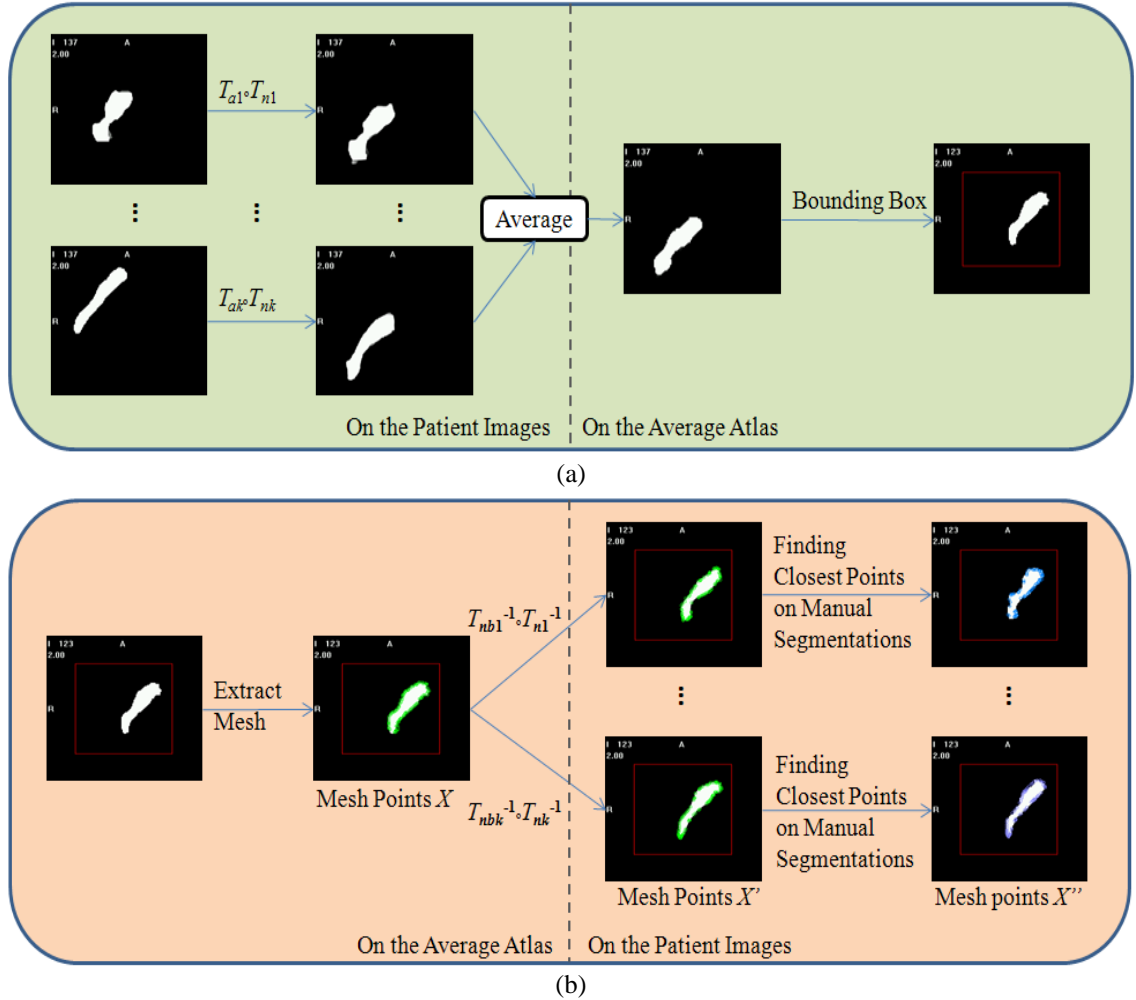 I 137 A
2.00
R
Ta1∘Tn1
I 137 A
2.00
R
⋮ ⋮ ⋮
I 137 A
2.00
R
Tak∘Tnk
I 137 A
2.00
R
Average
I 137 A
2.00
R
Bounding Box
I 123 A
2.00
R
On the Patient Images
On the Average Atlas
(a)
I 123 A
2.00
R
Extract
Mesh
I 123 A
2.00
R
Mesh Points X
Tnb1⁻¹∘Tn1⁻¹
Tnbk⁻¹∘Tnk⁻¹
I 123 A
2.00
R
Finding
Closest Points
on Manual
Segmentations
I 123 A
2.00
R
⋮ ⋮
I 123 A
2.00
R
Mesh Points X'
Finding
Closest Points
on Manual
Segmentations
I 123 A
2.00
R
Mesh points X''
On the Average Atlas
On the Patient Images
(b)